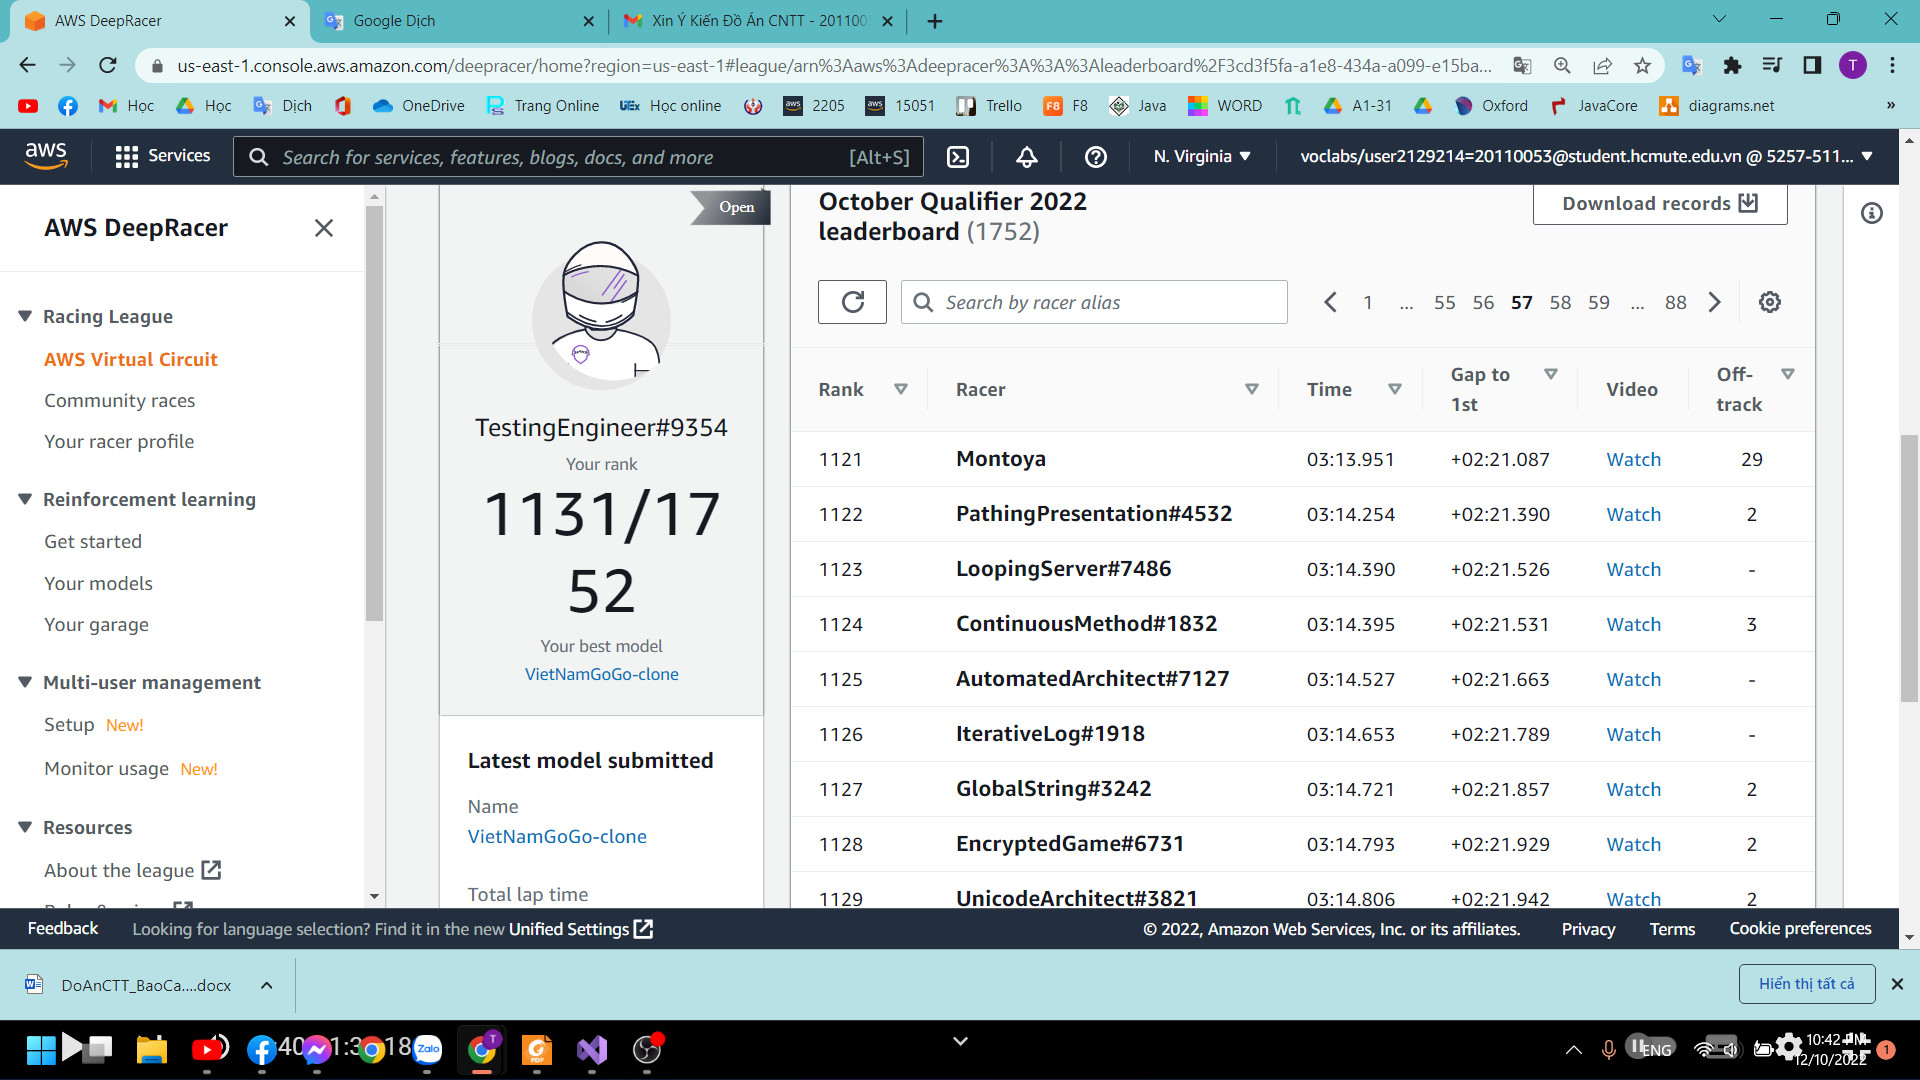 AWS DeepRacer
Google Dịch
Xin Ý Kiến Đồ Án CNTT - 201100
us-east-1.console.aws.amazon.com/deepracer/home?region=us-east-1#league/arn%3Aaws%3Adeepracer%3A%3A%3Aleaderboard%2F3cd3f5fa-a1e8-434a-a099-e15ba...
T
Học
Học
Dịch
OneDrive
Trang Online
UEx Học online
aws 2205
aws 15051
Trello
F8 F8
Java
WORD
A1-31
Oxford
JavaCore
diagrams.net
»
aws
Services
Search for services, features, blogs, docs, and more
[Alt+S]
N. Virginia
voclabs/user2129214=20110053@student.hcmute.edu.vn @ 5257-511...
AWS DeepRacer
Racing League
AWS Virtual Circuit
Community races
Your racer profile
Reinforcement learning
Get started
Your models
Your garage
Multi-user management
Setup New!
Monitor usage New!
Resources
About the league
Open
TestingEngineer#9354
Your rank
1131/17
52
Your best model
VietNamGoGo-clone
Latest model submitted
Name
VietNamGoGo-clone
Total lap time
October Qualifier 2022
leaderboard (1752)
Download records
Search by racer alias
1 ... 55 56 57 58 59 ... 88
Rank Racer Time Gap to 1st Video Off-track
1121 Montoya 03:13.951 +02:21.087 Watch 29
1122 PathingPresentation#4532 03:14.254 +02:21.390 Watch 2
1123 LoopingServer#7486 03:14.390 +02:21.526 Watch -
1124 ContinuousMethod#1832 03:14.395 +02:21.531 Watch 3
1125 AutomatedArchitect#7127 03:14.527 +02:21.663 Watch -
1126 IterativeLog#1918 03:14.653 +02:21.789 Watch -
1127 GlobalString#3242 03:14.721 +02:21.857 Watch 2
1128 EncryptedGame#6731 03:14.793 +02:21.929 Watch 2
1129 UnicodeArchitect#3821 03:14.806 +02:21.942 Watch 2
Feedback
Looking for language selection? Find it in the new Unified Settings
© 2022, Amazon Web Services, Inc. or its affiliates.
Privacy
Terms
Cookie preferences
DoAnCTT_BaoCa....docx
Hiển thị tất cả
Zalo
T
PDF
ENG
10:42 PM
12/10/2022
1